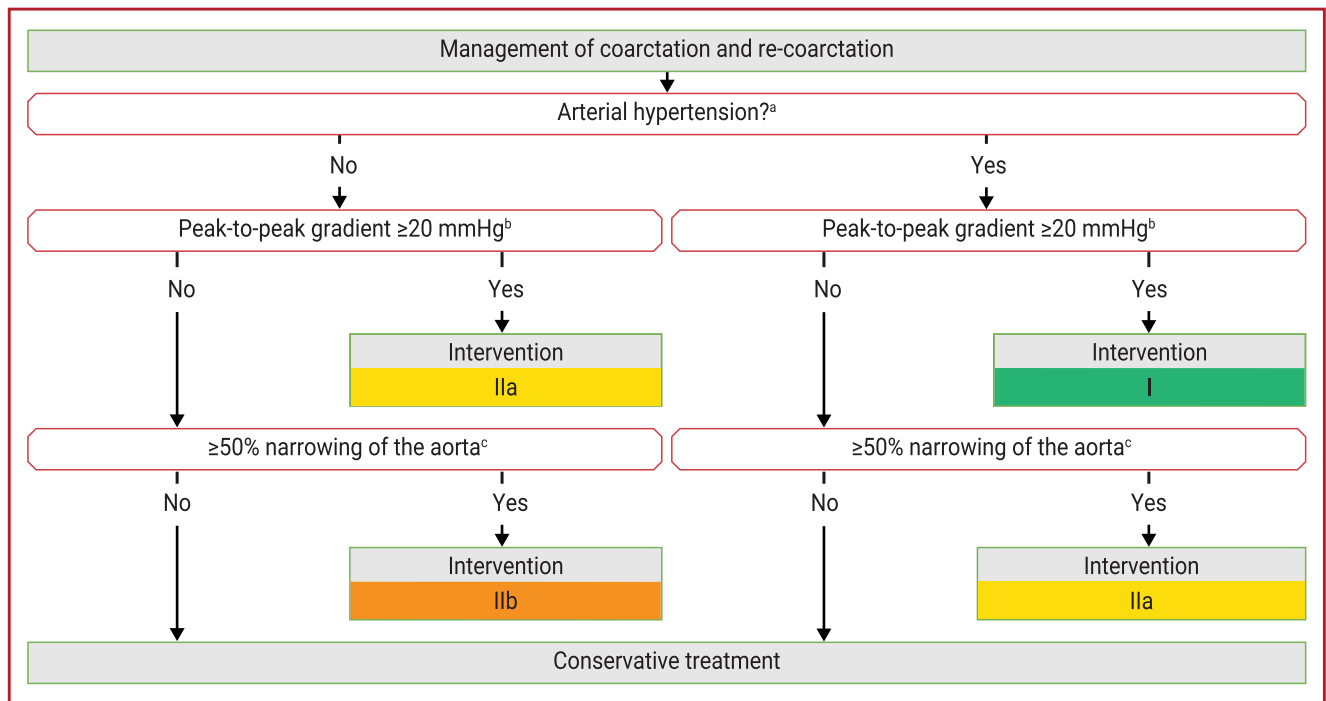 Management of coarctation and re-coarctation
Arterial hypertension?ᵃ
No
Yes
Peak-to-peak gradient ≥20 mmHgᵇ
Peak-to-peak gradient ≥20 mmHgᵇ
No
Yes
No
Yes
Intervention
IIa
Intervention
I
≥50% narrowing of the aortaᶜ
≥50% narrowing of the aortaᶜ
No
Yes
No
Yes
Intervention
IIb
Intervention
IIa
Conservative treatment